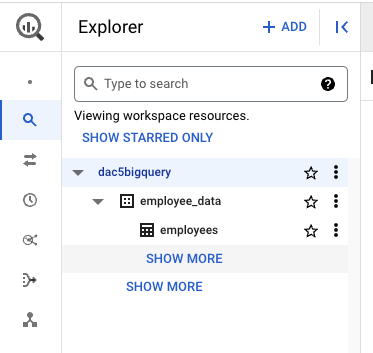 Explorer
+ ADD
Type to search
Viewing workspace resources.
SHOW STARRED ONLY
dac5bigquery
employee_data
employees
SHOW MORE
SHOW MORE